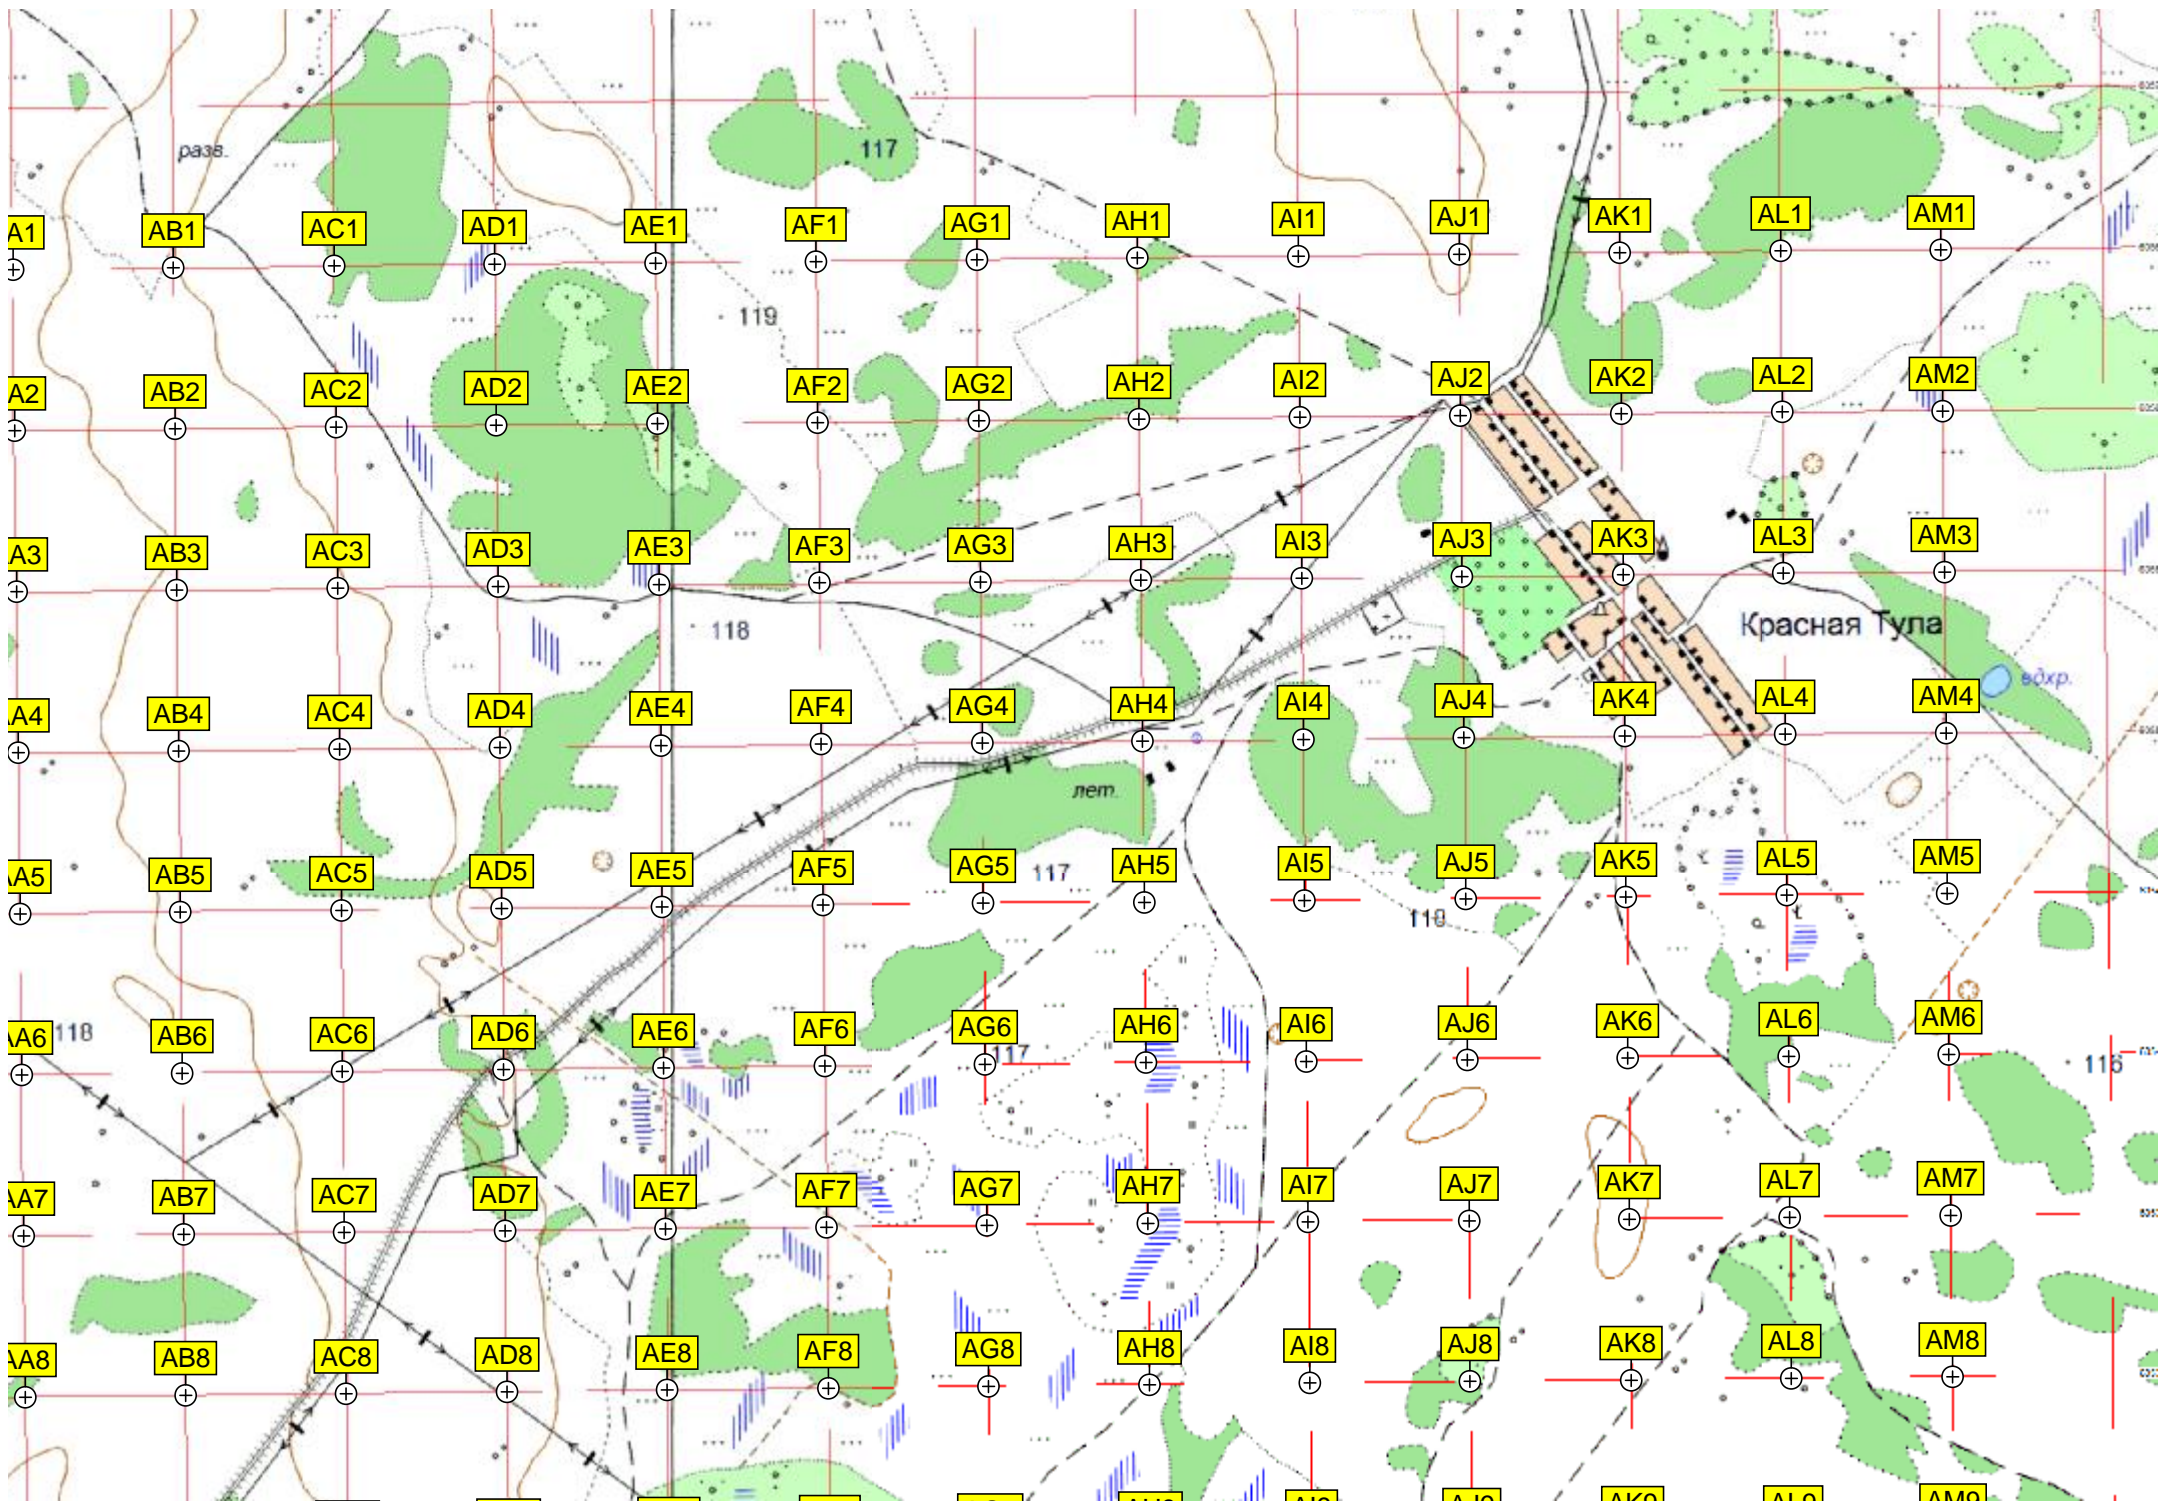 117
разв.
A1 AB1 AC1 AD1 AE1 AF1 AG1 AH1 AI1 AJ1 AK1 AL1 AM1
119
A2 AB2 AC2 AD2 AE2 AF2 AG2 AH2 AI2 AJ2 AK2 AL2 AM2
A3 AB3 AC3 AD3 AE3 AF3 AG3 AH3 AI3 AJ3 AK3 AL3 AM3
118
Красная Тула
вдхр.
A4 AB4 AC4 AD4 AE4 AF4 AG4 AH4 AI4 AJ4 AK4 AL4 AM4
лет.
AA5 AB5 AC5 AD5 AE5 AF5 AG5 117 AH5 AI5 AJ5 AK5 AL5 AM5
AA6 118 AB6 AC6 AD6 AE6 AF6 AG6 AH6 AI6 AJ6 AK6 AL6 AM6
117
116
AA7 AB7 AC7 AD7 AE7 AF7 AG7 AH7 AI7 AJ7 AK7 AL7 AM7
AA8 AB8 AC8 AD8 AE8 AF8 AG8 AH8 AI8 AJ8 AK8 AL8 AM8